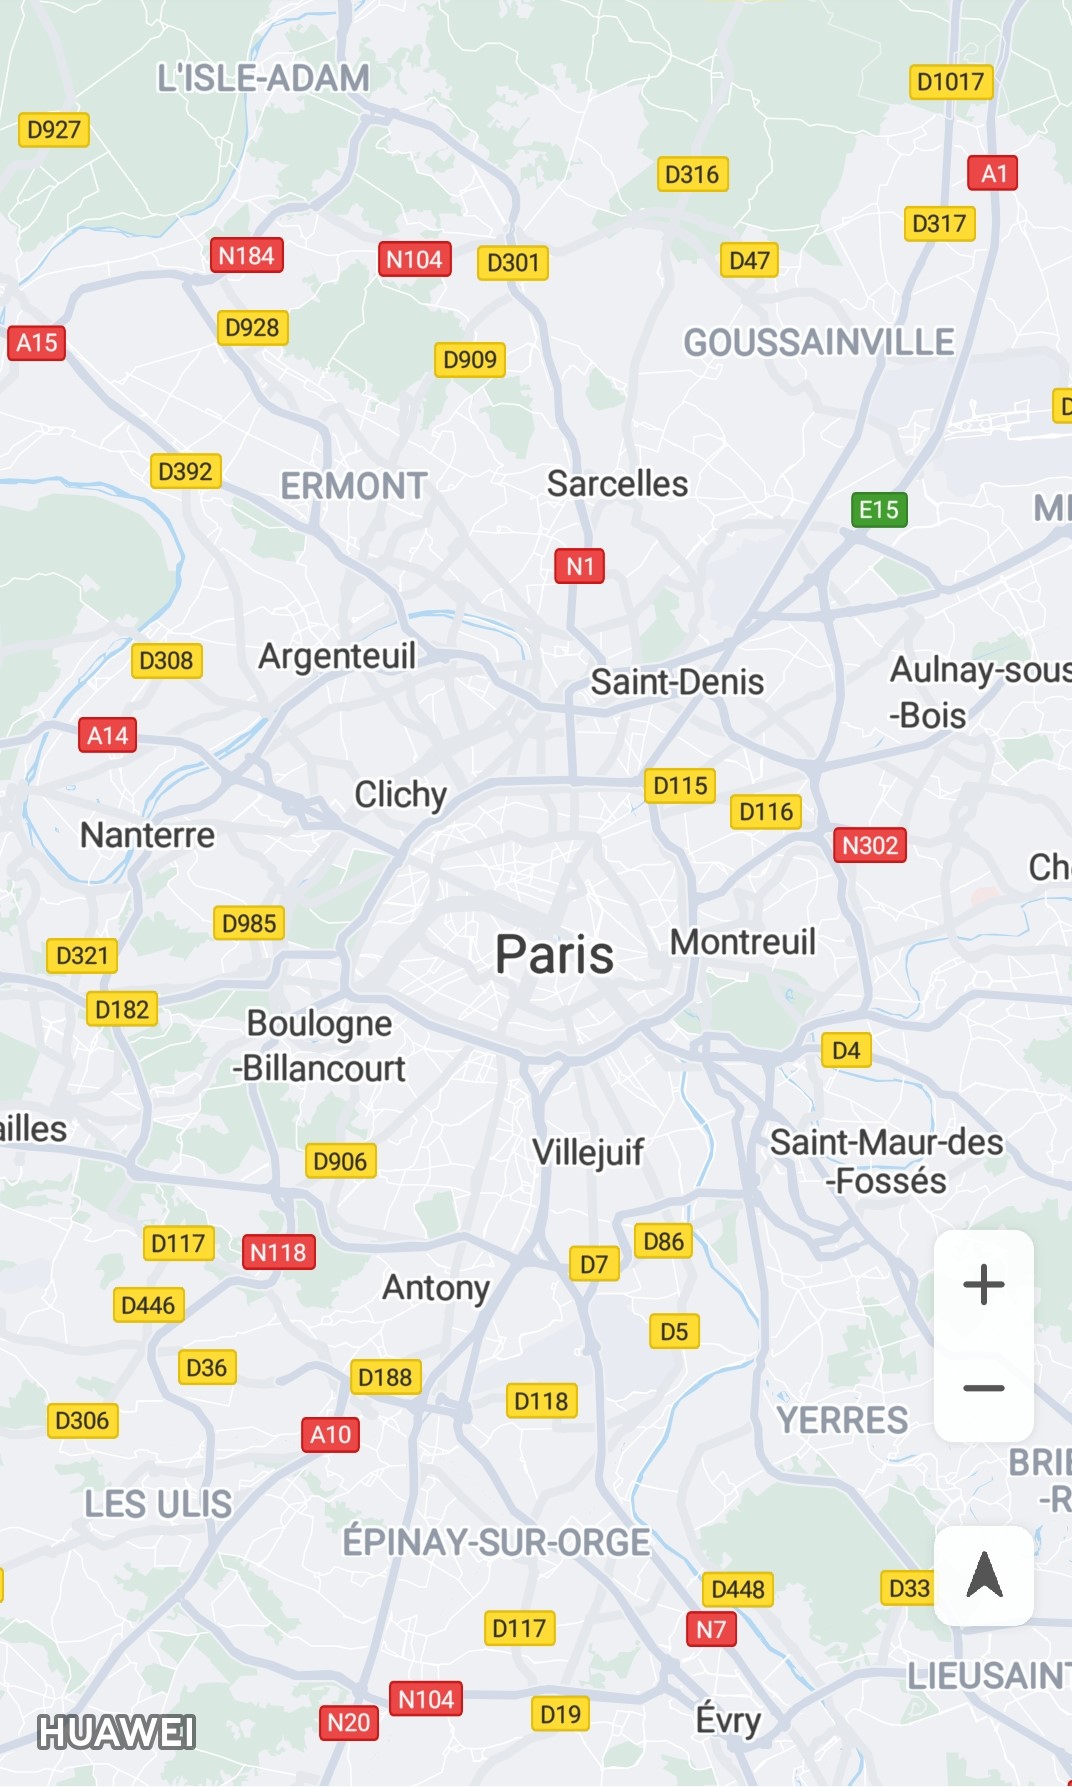 L'ISLE-ADAM
D1017
D927
D316
A1
D317
N184
N104
D301
D47
D928
A15
GOUSSAINVILLE
D909
D392
ERMONT
Sarcelles
E15
N1
Argenteuil
D308
Saint-Denis
Aulnay-sous
-Bois
A14
D115
Clichy
D116
Nanterre
N302
D985
Montreuil
D321
Paris
D182
Boulogne
-Billancourt
D4
ailles
Villejuif
Saint-Maur-des
-Fossés
D906
D117
N118
D86
D7
Antony
D446
D5
D36
D188
D118
D306
A10
YERRES
BRIE
-R
LES ULIS
ÉPINAY-SUR-ORGE
D448
D33
D117
N7
LIEUSAINT
N104
N20
D19
Évry
HUAWEI